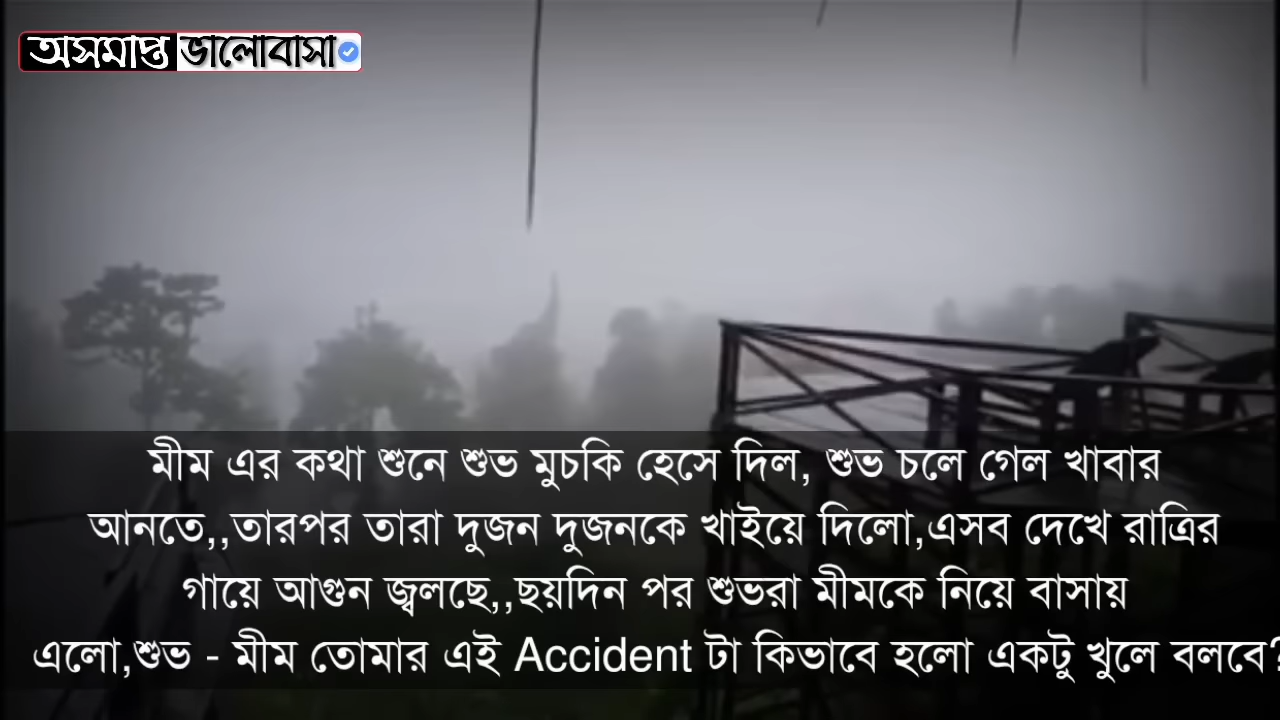 অসমাপ্ত ভালোবাসা
মীম এর কথা শুনে শুভ মুচকি হেসে দিল, শুভ চলে গেল খাবার
আনতে,,তারপর তারা দুজন দুজনকে খাইয়ে দিলো,এসব দেখে রাত্রির
গায়ে আগুন জ্বলছে,,ছয়দিন পর শুভরা মীমকে নিয়ে বাসায়
এলো,শুভ - মীম তোমার এই Accident টা কিভাবে হলো একটু খুলে বলবে?